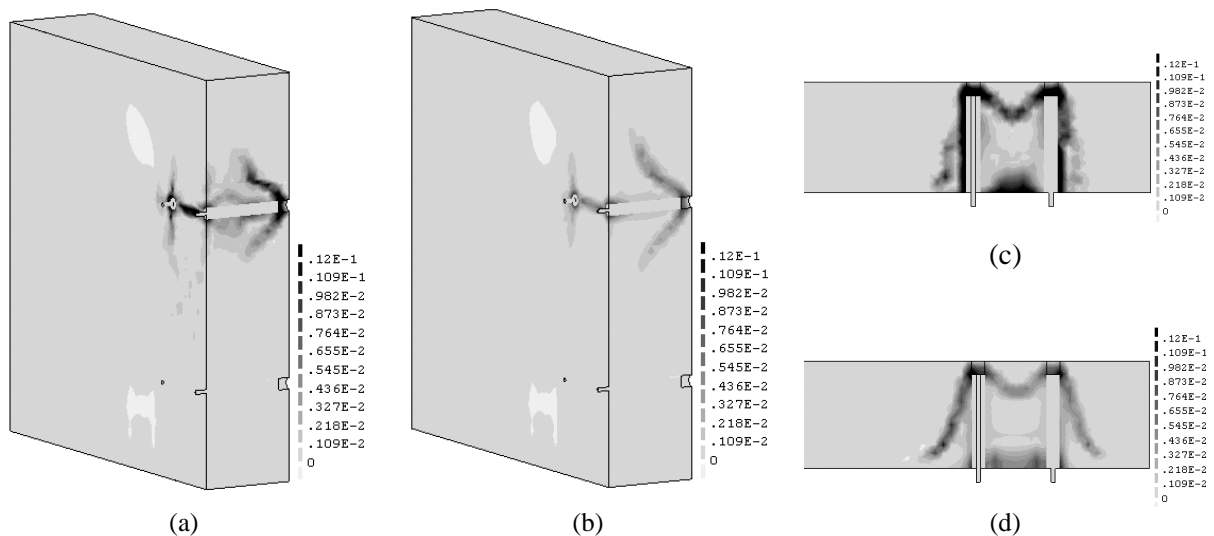 .12E-1
.109E-1
.982E-2
.873E-2
.764E-2
.655E-2
.545E-2
.436E-2
.327E-2
.218E-2
.109E-2
0
(a)
.12E-1
.109E-1
.982E-2
.873E-2
.764E-2
.655E-2
.545E-2
.436E-2
.327E-2
.218E-2
.109E-2
0
(b)
.12E-1
.109E-1
.982E-2
.873E-2
.764E-2
.655E-2
.545E-2
.436E-2
.327E-2
.218E-2
.109E-2
0
(c)
.12E-1
.109E-1
.982E-2
.873E-2
.764E-2
.655E-2
.545E-2
.436E-2
.327E-2
.218E-2
.109E-2
0
(d)